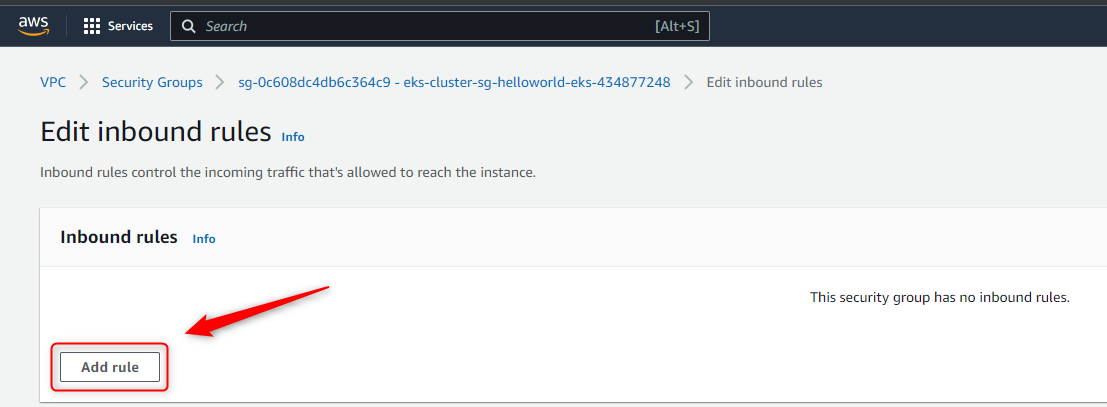 aws Services Search [Alt+S]
VPC > Security Groups > sg-0c608dc4db6c364c9 - eks-cluster-sg-helloworld-eks-434877248 > Edit inbound rules
Edit inbound rules Info
Inbound rules control the incoming traffic that's allowed to reach the instance.
Inbound rules Info
This security group has no inbound rules.
Add rule